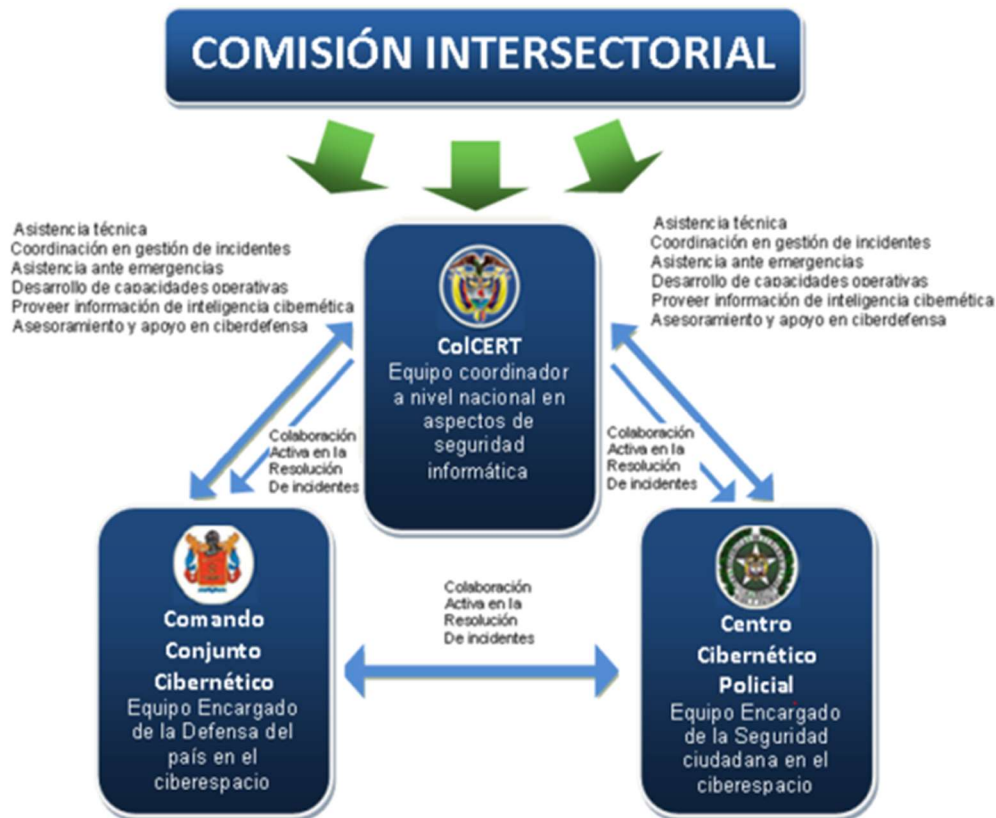 COMISIÓN INTERSECTORIAL
Asistencia técnica
Coordinación en gestión de incidentes
Asistencia ante emergencias
Desarrollo de capacidades operativas
Proveer información de inteligencia cibernética
Asesoramiento y apoyo en ciberdefensa
Asistencia técnica
Coordinación en gestión de incidentes
Asistencia ante emergencias
Desarrollo de capacidades operativas
Proveer información de inteligencia cibernética
Asesoramiento y apoyo en ciberdefensa
ColCERT
Equipo coordinador
a nivel nacional en
aspectos de
seguridad
informática
Colaboración
Activa en la
Resolución
De incidentes
Colaboración
Activa en la
Resolución
De incidentes
Comando
Conjunto
Cibernético
Equipo Encargado
de la Defensa del
país en el
ciberespacio
Colaboración
Activa en la
Resolución
De incidentes
Centro
Cibernético
Policial
Equipo Encargado
de la Seguridad
ciudadana en el
ciberespacio